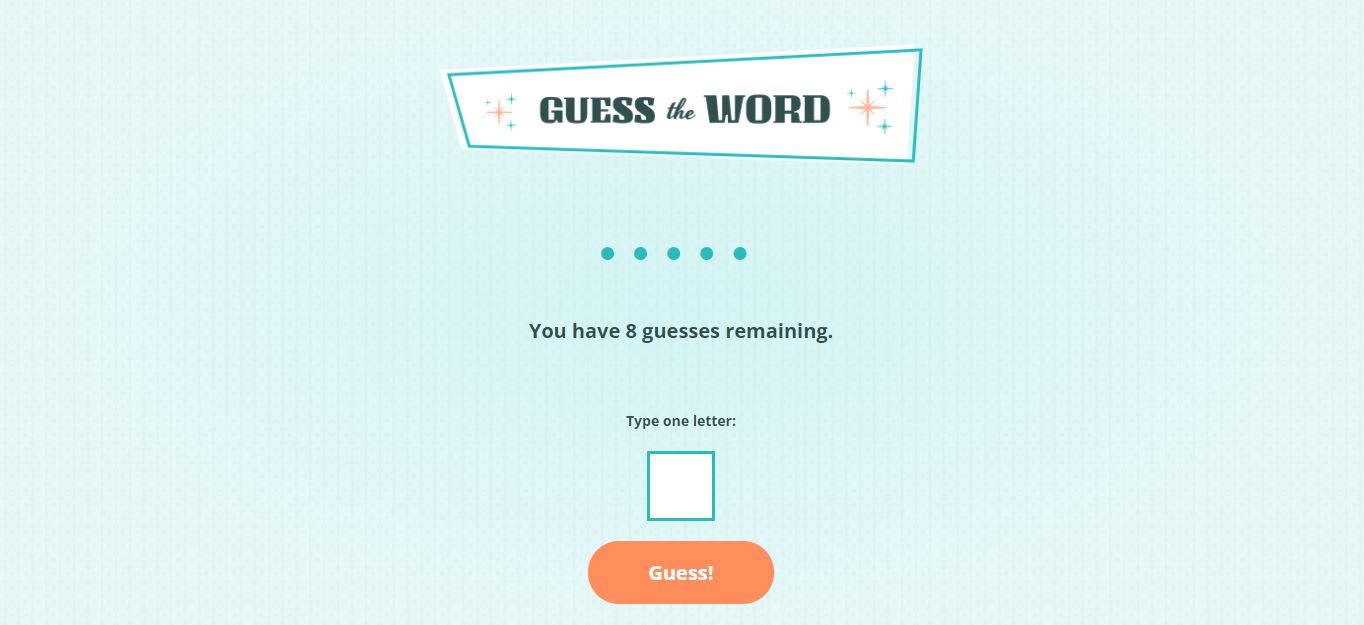 GUESS the WORD
● ● ● ● ●
You have 8 guesses remaining.
Type one letter:
Guess!